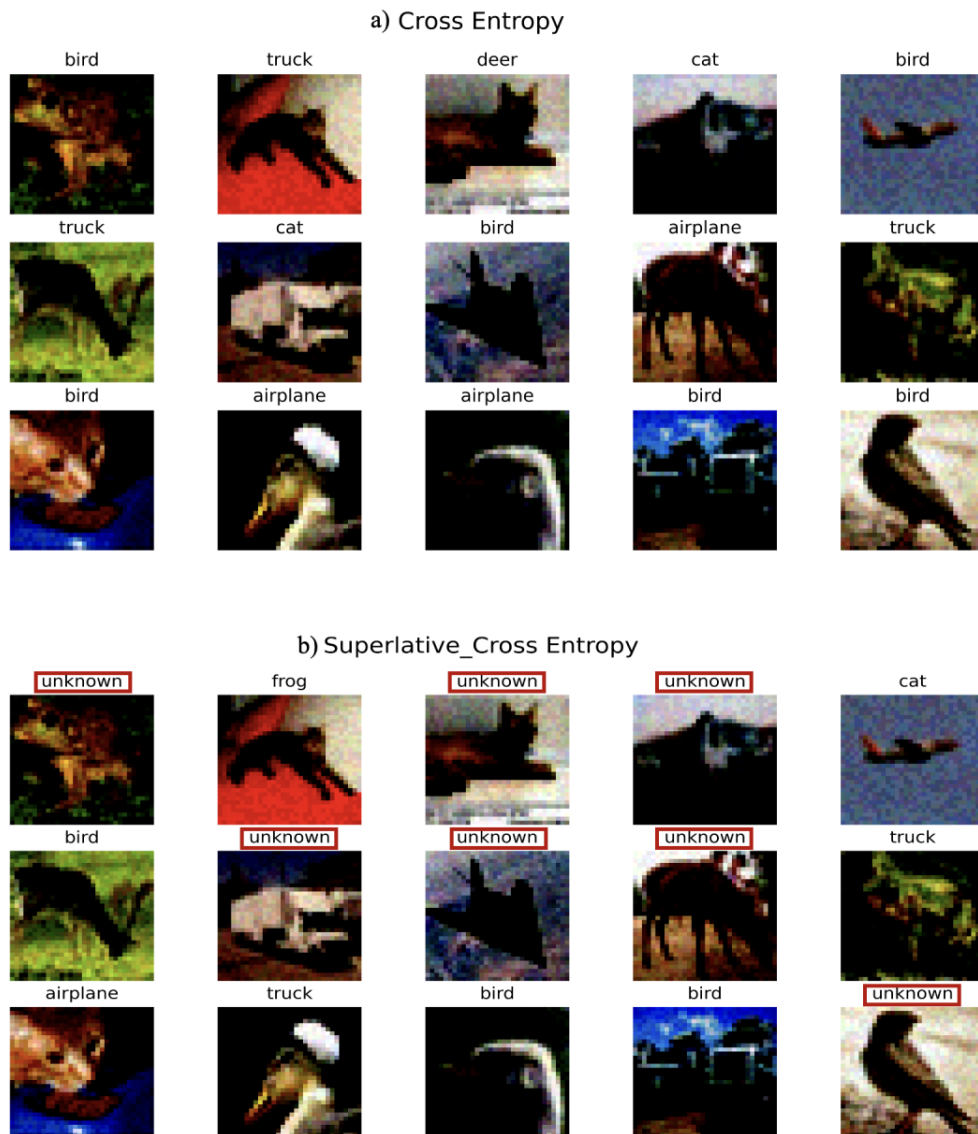 a) Cross Entropy
bird truck deer cat bird
truck cat bird airplane truck
bird airplane airplane bird bird
b) Superlative_Cross Entropy
unknown frog unknown unknown cat
bird unknown unknown unknown truck
airplane truck bird bird unknown